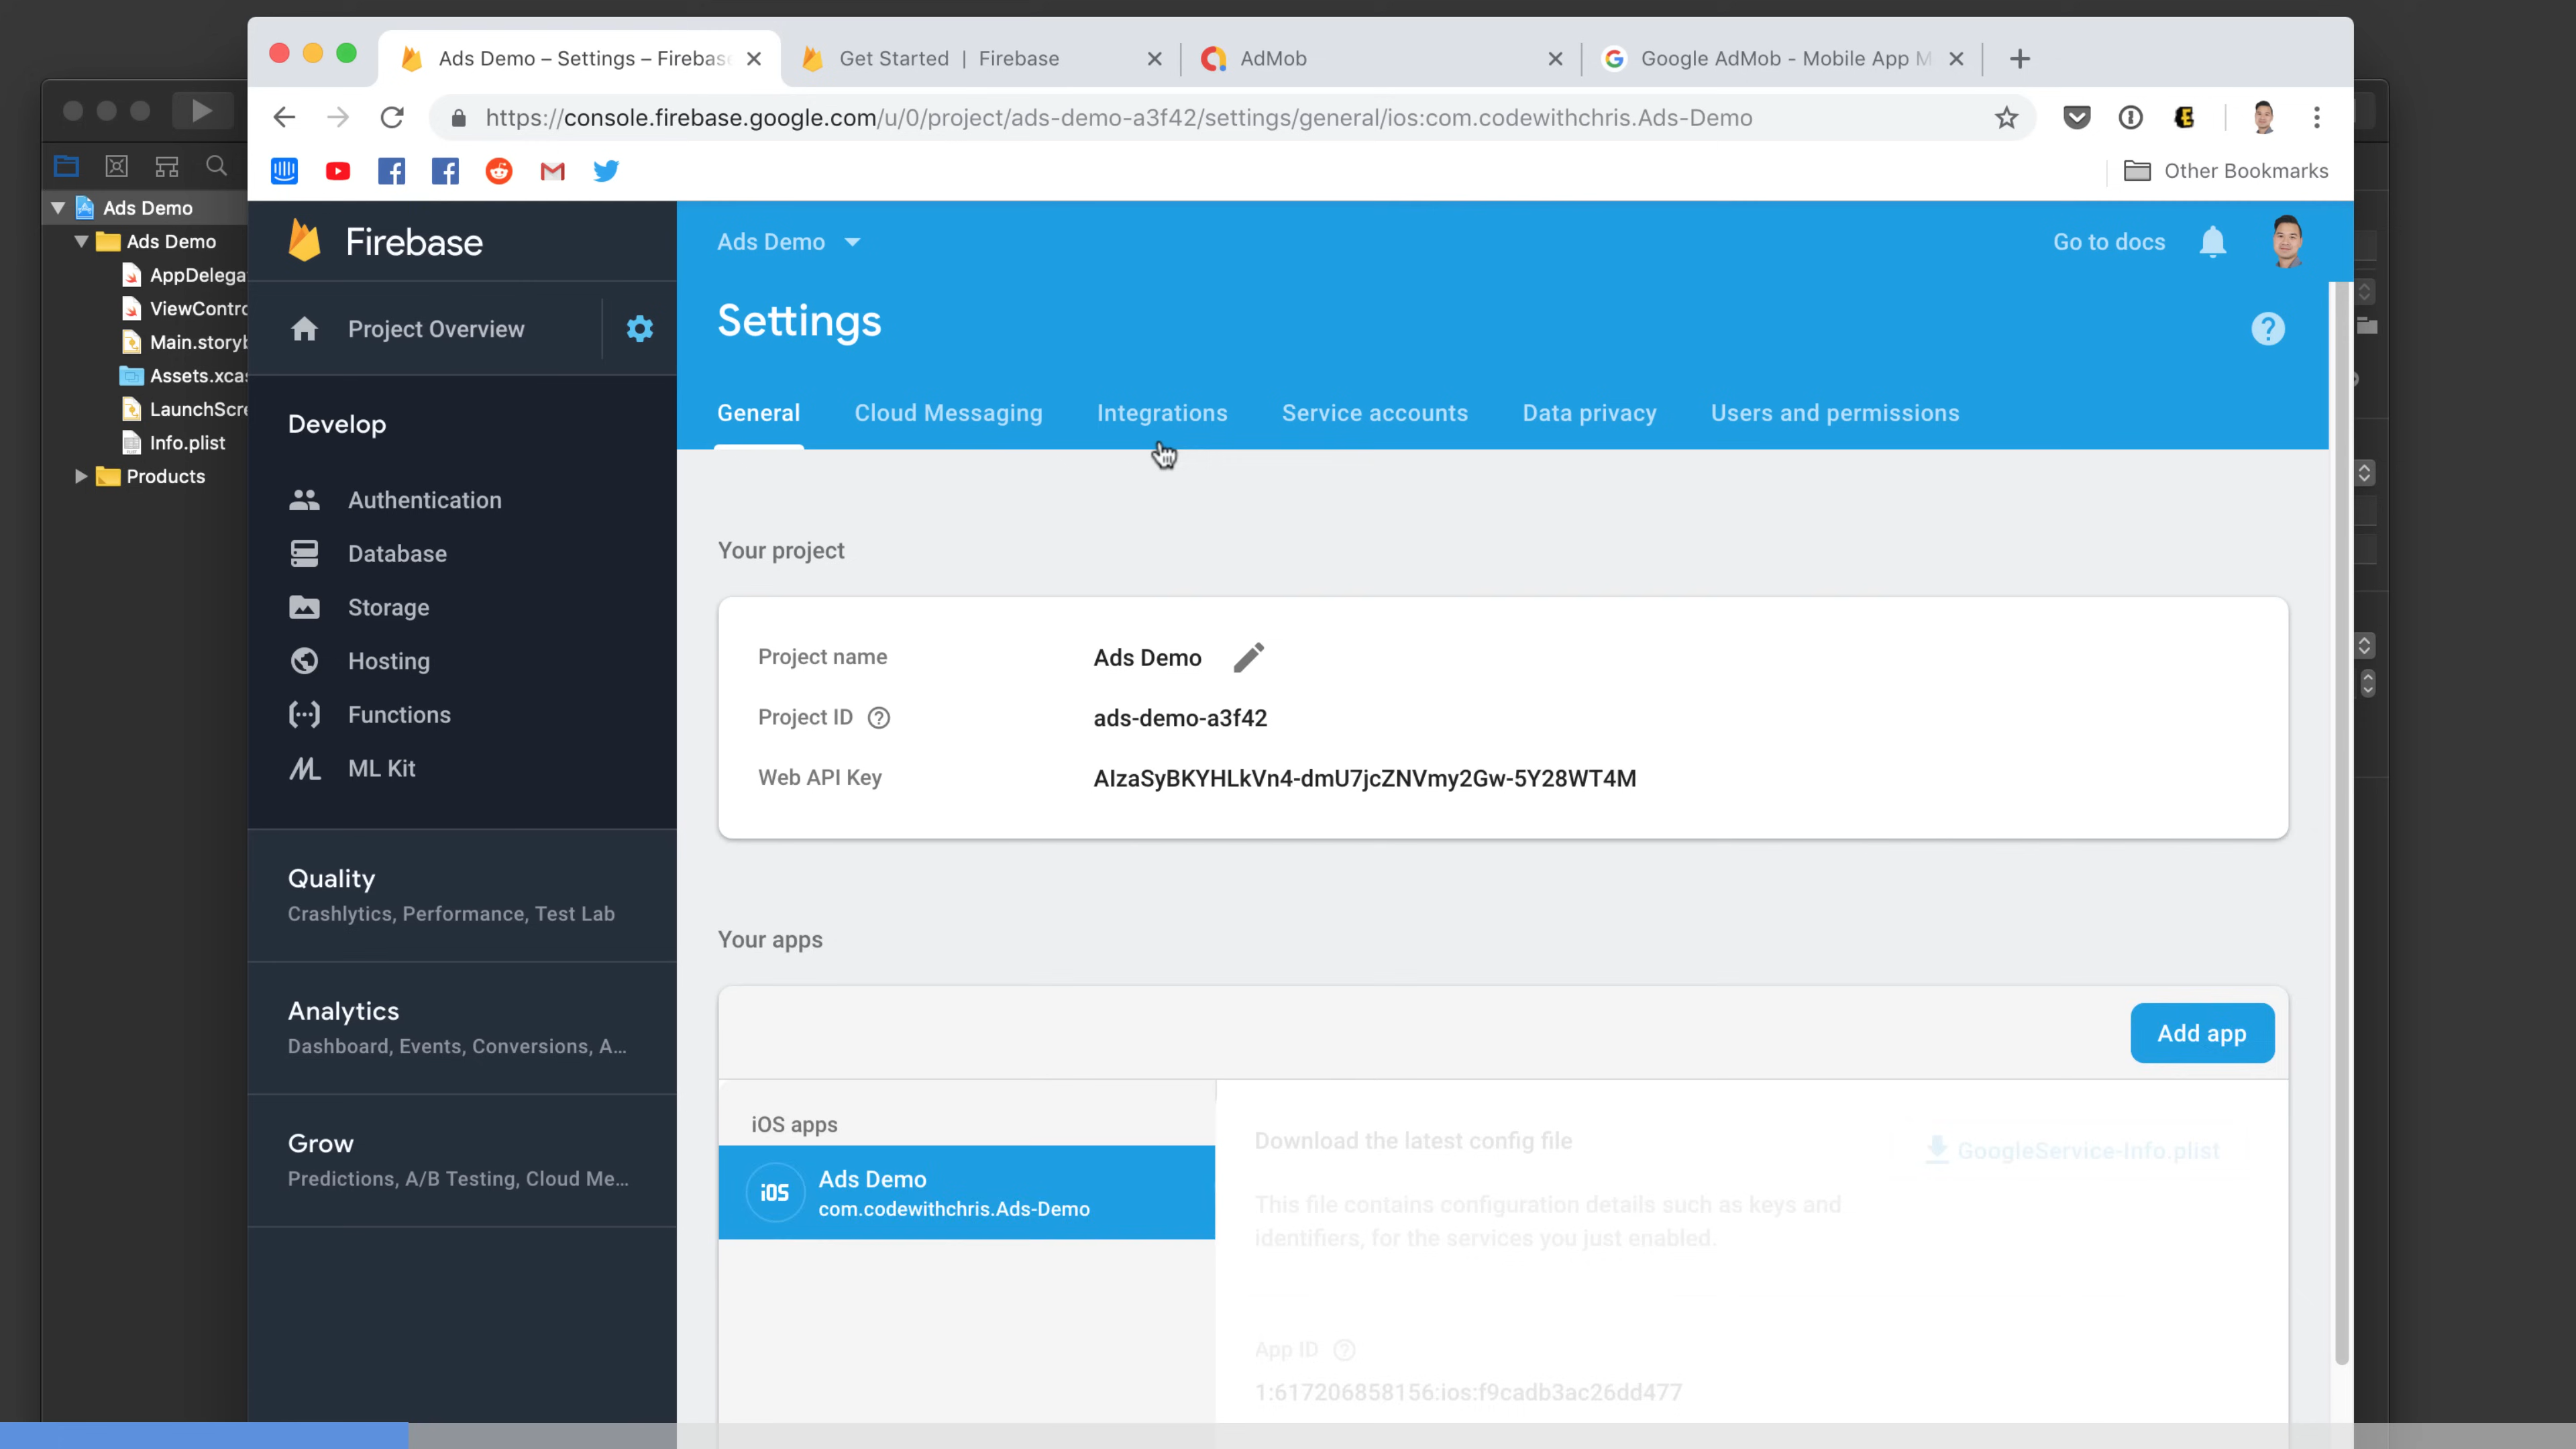 Ads Demo – Settings – Firebase
Get Started | Firebase
AdMob
Google AdMob - Mobile App M
https://console.firebase.google.com/u/0/project/ads-demo-a3f42/settings/general/ios:com.codewithchris.Ads-Demo
Other Bookmarks
Ads Demo
Ads Demo
AppDelega
ViewContro
Main.storyb
Assets.xcas
LaunchScre
Info.plist
Products
Firebase
Project Overview
Develop
Authentication
Database
Storage
Hosting
Functions
ML Kit
Quality
Crashlytics, Performance, Test Lab
Analytics
Dashboard, Events, Conversions, A...
Grow
Predictions, A/B Testing, Cloud Me...
Ads Demo
Go to docs
Settings
General Cloud Messaging Integrations Service accounts Data privacy Users and permissions
Your project
Project name Ads Demo
Project ID ads-demo-a3f42
Web API Key AIzaSyBKYHLkVn4-dmU7jcZNVmy2Gw-5Y28WT4M
Your apps
Add app
iOS apps
iOS
Ads Demo
com.codewithchris.Ads-Demo
Download the latest config file
GoogleService-Info.plist
This file contains configuration details such as keys and
identifiers, for the services you just enabled.
App ID
1:617206858156:ios:f9cadb3ac26dd477